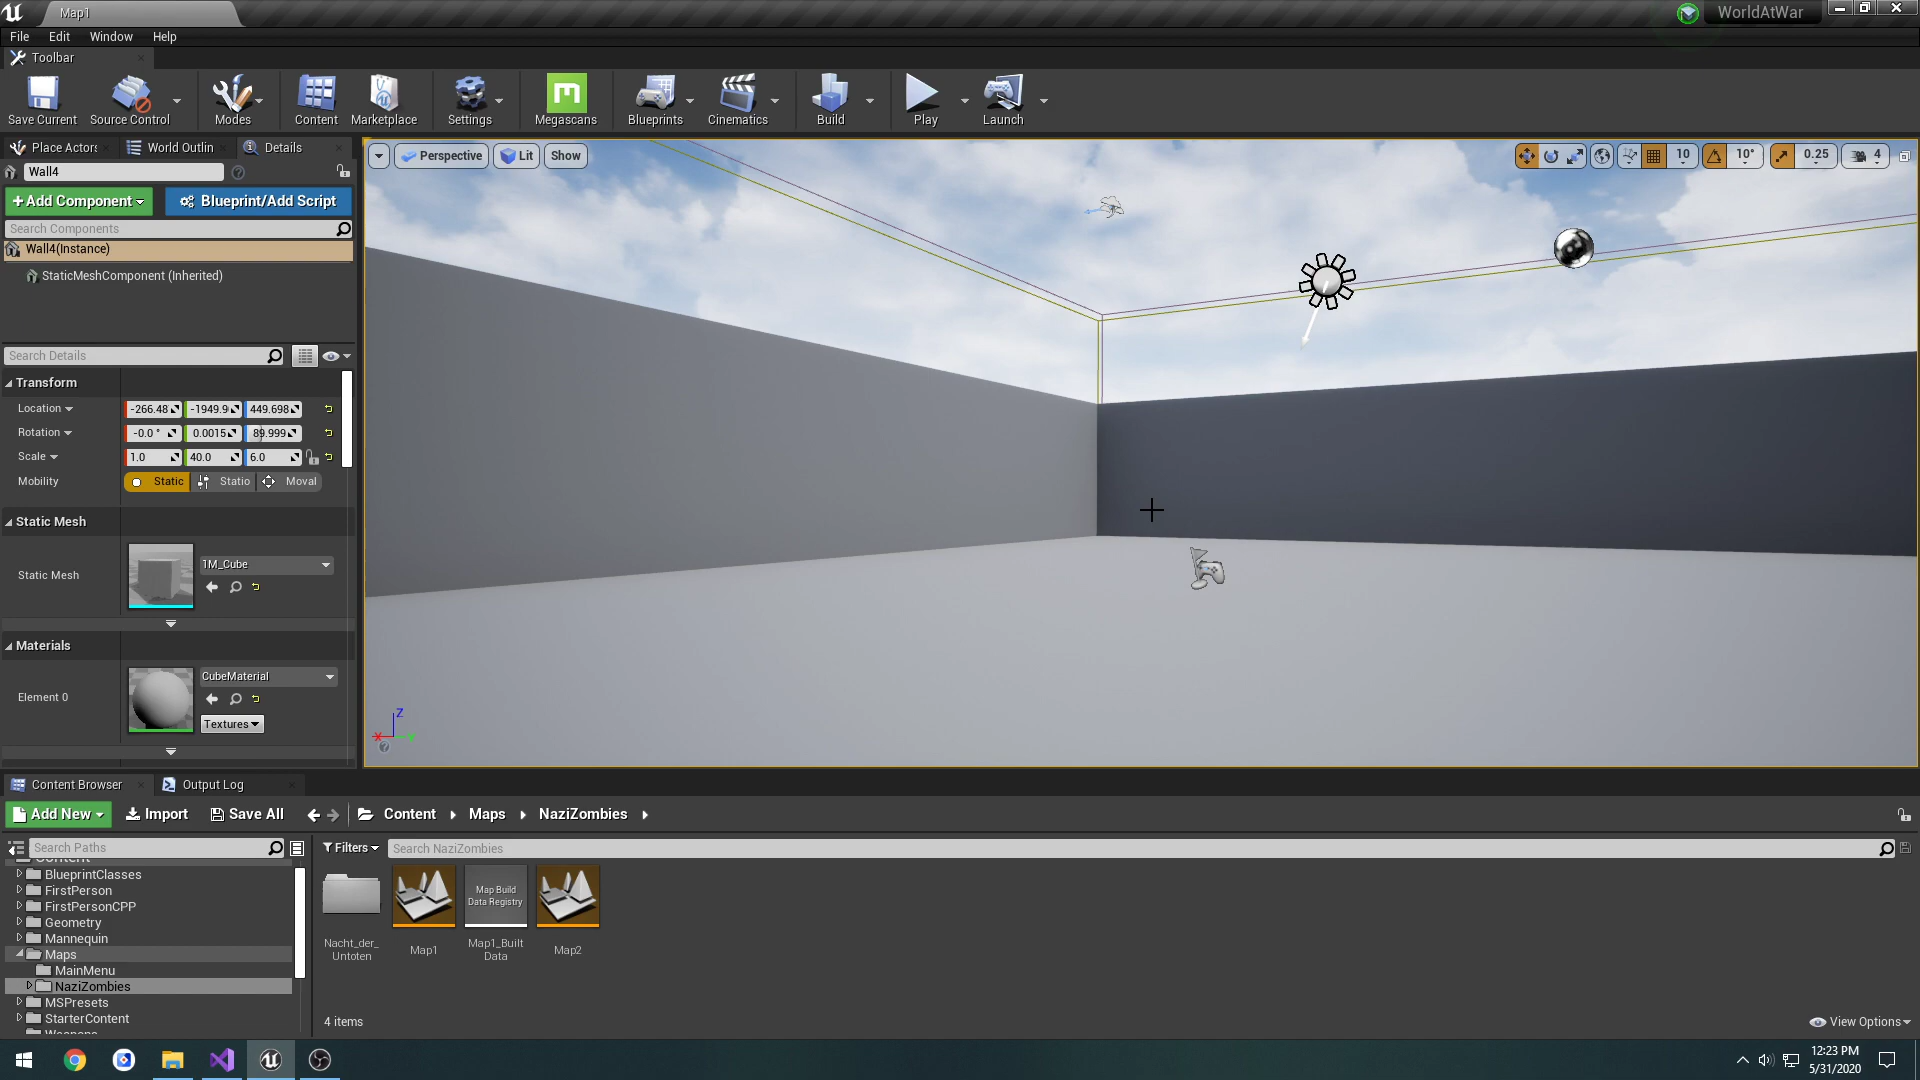 Map1
WorldAtWar
File Edit Window Help
Toolbar
Save Current Source Control Modes Content Marketplace Settings Megascans Blueprints Cinematics Build Play Launch
Place Actors World Outlin Details
Perspective Lit Show 10 10° 0.25 4
Wall4
+Add Component Blueprint/Add Script
Search Components
Wall4(Instance)
StaticMeshComponent (Inherited)
Search Details
Transform
Location -266.48 -1949.9 449.698
Rotation -0.0 ° 0.0015 89.999
Scale 1.0 40.0 6.0
Mobility Static Statio Moval
Static Mesh
Static Mesh 1M_Cube
Materials
Element 0 CubeMaterial
Textures
Z
X
Content Browser Output Log
Add New Import Save All Content Maps NaziZombies
Search Paths
Filters Search NaziZombies
Content
BlueprintClasses
FirstPerson
FirstPersonCPP
Geometry
Mannequin
Maps
MainMenu
NaziZombies
MSPresets
StarterContent
Weapons
Map Build
Data Registry
Nacht_der_
Untoten
Map1
Map1_Built
Data
Map2
4 items
View Options
12:23 PM
5/31/2020